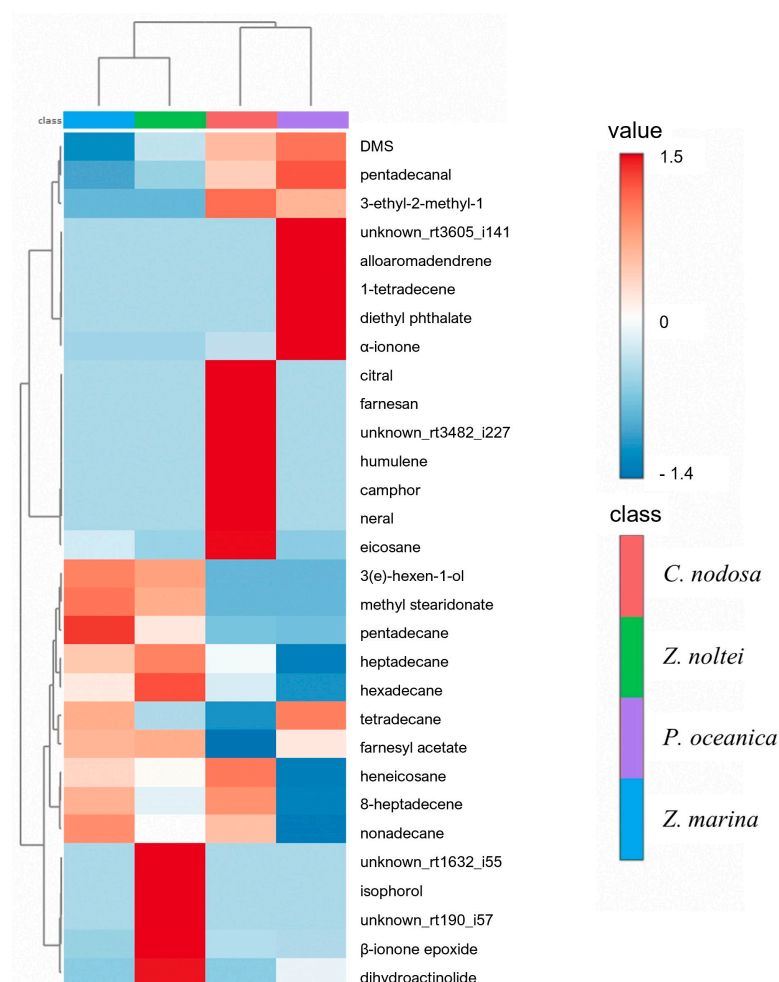 class
DMS
pentadecanal
3-ethyl-2-methyl-1
unknown_rt3605_i141
alloaromadendrene
1-tetradecene
diethyl phthalate
α-ionone
citral
farnesan
unknown_rt3482_i227
humulene
camphor
neral
eicosane
3(e)-hexen-1-ol
methyl stearidonate
pentadecane
heptadecane
hexadecane
tetradecane
farnesyl acetate
heneicosane
8-heptadecene
nonadecane
unknown_rt1632_i55
isophorol
unknown_rt190_i57
β-ionone epoxide
dihydroactinolide
value
1.5
0
- 1.4
class
C. nodosa
Z. noltei
P. oceanica
Z. marina